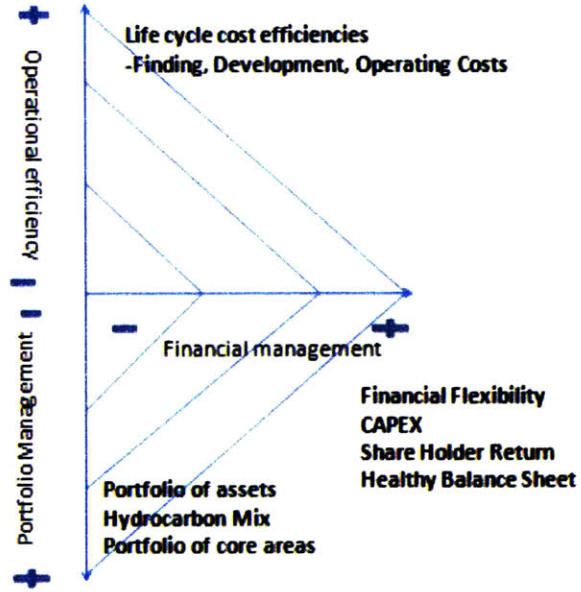 +
Life cycle cost efficiencies
-Finding, Development, Operating Costs
Operational efficiency
-
-
- +
Financial management
Portfolio Management
Financial Flexibility
CAPEX
Share Holder Return
Healthy Balance Sheet
Portfolio of assets
Hydrocarbon Mix
Portfolio of core areas
+